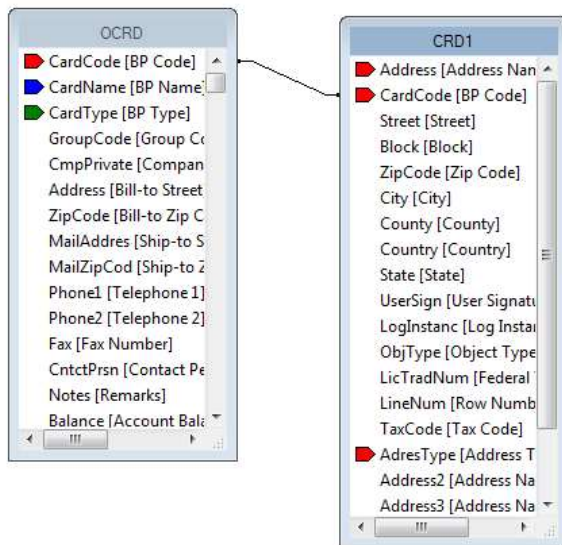 OCRD
CardCode [BP Code]
CardName [BP Name]
CardType [BP Type]
GroupCode [Group Co
CmpPrivate [Compan
Address [Bill-to Street
ZipCode [Bill-to Zip C
MailAddres [Ship-to S
MailZipCod [Ship-to Z
Phone1 [Telephone 1]
Phone2 [Telephone 2]
Fax [Fax Number]
CntctPrsn [Contact Pe
Notes [Remarks]
Balance [Account Bala
CRD1
Address [Address Nan
CardCode [BP Code]
Street [Street]
Block [Block]
ZipCode [Zip Code]
City [City]
County [County]
Country [Country]
State [State]
UserSign [User Signatu
LogInstanc [Log Instan
ObjType [Object Type
LicTradNum [Federal T
LineNum [Row Numb
TaxCode [Tax Code]
AdresType [Address T
Address2 [Address Na
Address3 [Address Na